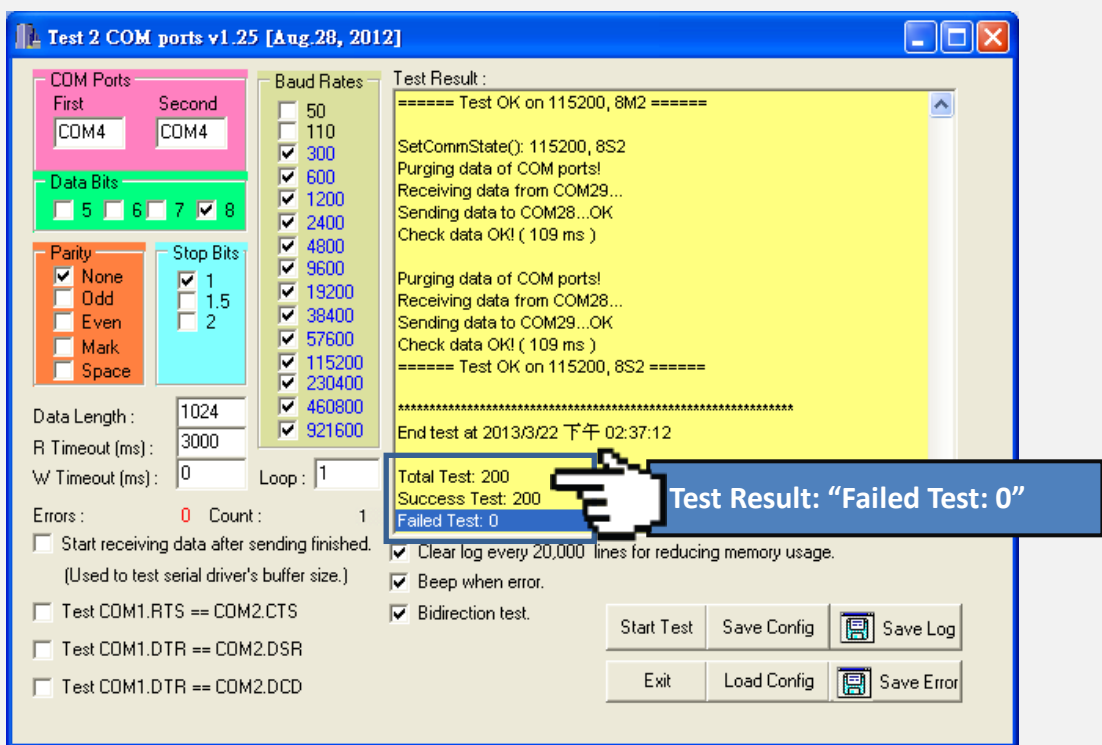 Test 2 COM ports v1.25 [Aug.28, 2012]
COM Ports
First Second
COM4 COM4
Data Bits
5 6 7 8
Parity
None
Odd
Even
Mark
Space
Stop Bits
1
1.5
2
Baud Rates
50
110
300
600
1200
2400
4800
9600
19200
38400
57600
115200
230400
460800
921600
Data Length : 1024
R Timeout (ms) : 3000
W Timeout (ms) : 0
Loop : 1
Errors : 0 Count : 1
Start receiving data after sending finished.
(Used to test serial driver's buffer size.)
Test COM1.RTS == COM2.CTS
Test COM1.DTR == COM2.DSR
Test COM1.DTR == COM2.DCD
Test Result :
====== Test OK on 115200, 8M2 ======
SetCommState(): 115200, 8S2
Purging data of COM ports!
Receiving data from COM29...
Sending data to COM28...OK
Check data OK! ( 109 ms )
Purging data of COM ports!
Receiving data from COM28...
Sending data to COM29...OK
Check data OK! ( 109 ms )
====== Test OK on 115200, 8S2 ======
****************************************************************
End test at 2013/3/22 下午 02:37:12
Total Test: 200
Success Test: 200
Failed Test: 0
Test Result: “Failed Test: 0”
Clear log every 20,000 lines for reducing memory usage.
Beep when error.
Bidirection test.
Start Test Save Config Save Log
Exit Load Config Save Error